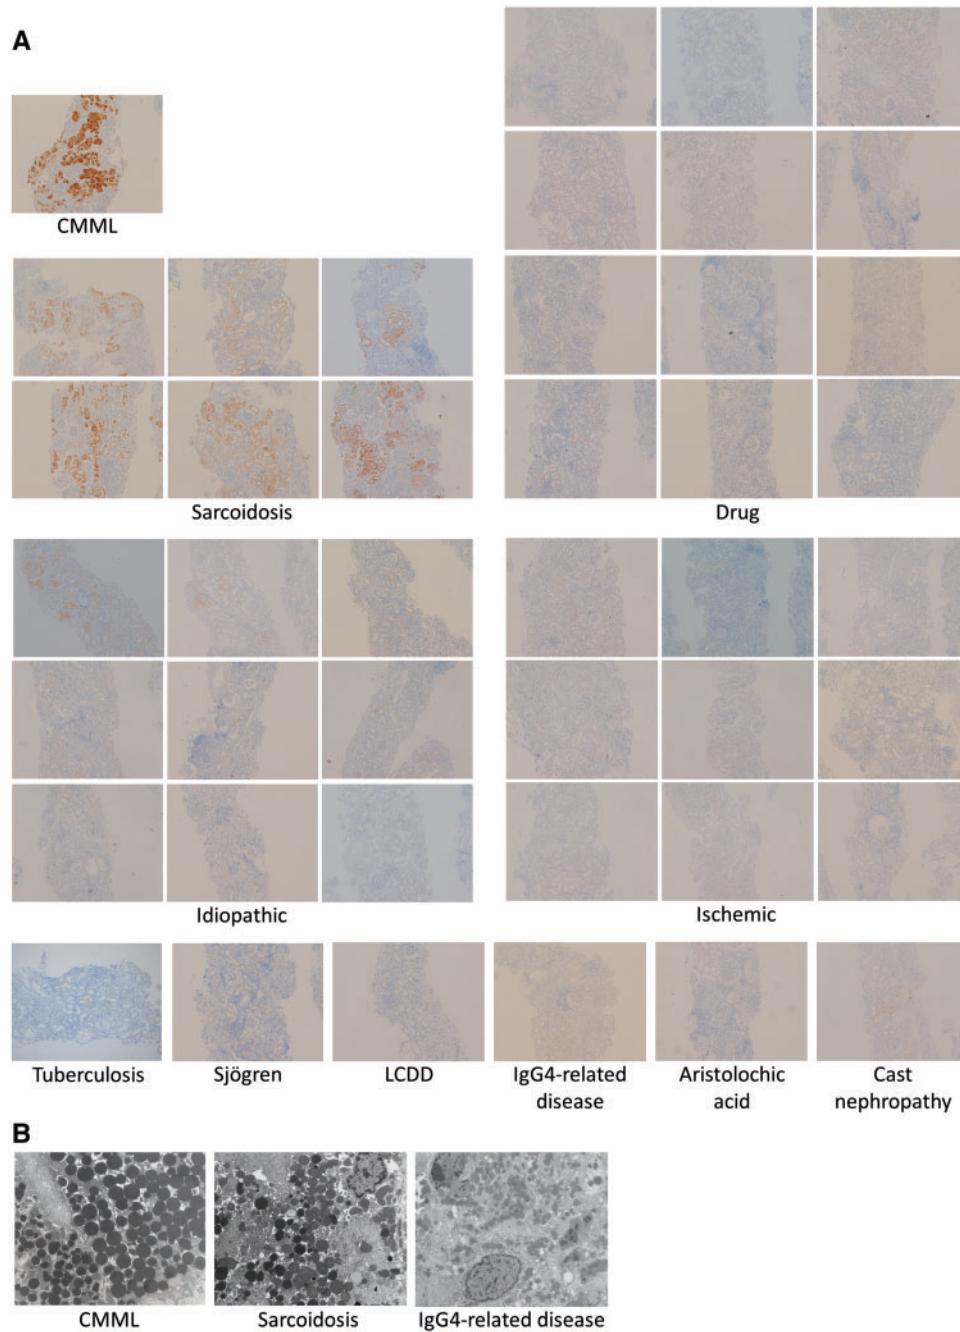 A
CMML
Sarcoidosis
Drug
Idiopathic
Ischemic
Tuberculosis
Sjögren
LCDD
IgG4-related
disease
Aristolochic
acid
Cast
nephropathy
B
CMML
Sarcoidosis
IgG4-related disease